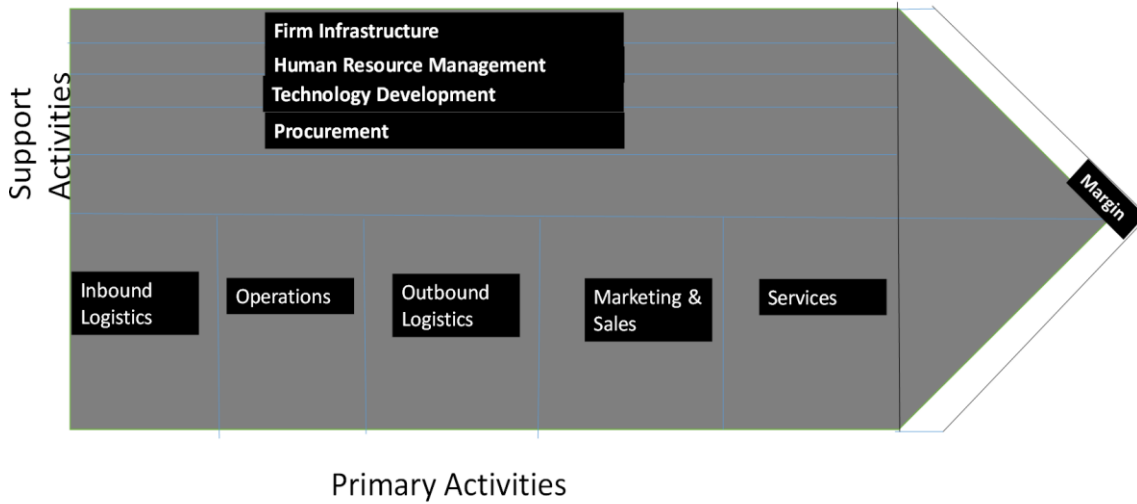 Firm Infrastructure
Human Resource Management
Technology Development
Procurement
Support
Activities
Margin
Inbound
Logistics
Operations
Outbound
Logistics
Marketing &
Sales
Services
Primary Activities